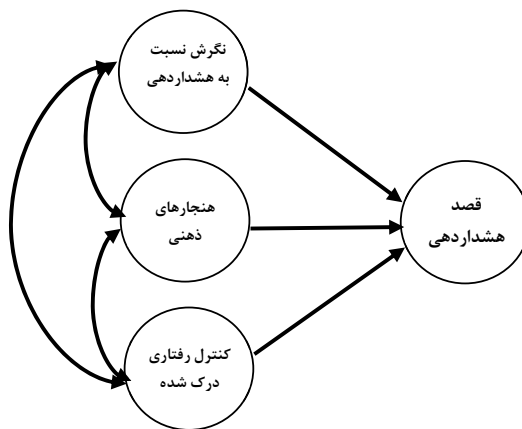 نگرش نسبت
به هشداردهی
هنجارهای
ذهنی
قصد
هشداردهی
کنترل رفتاری
درک شده